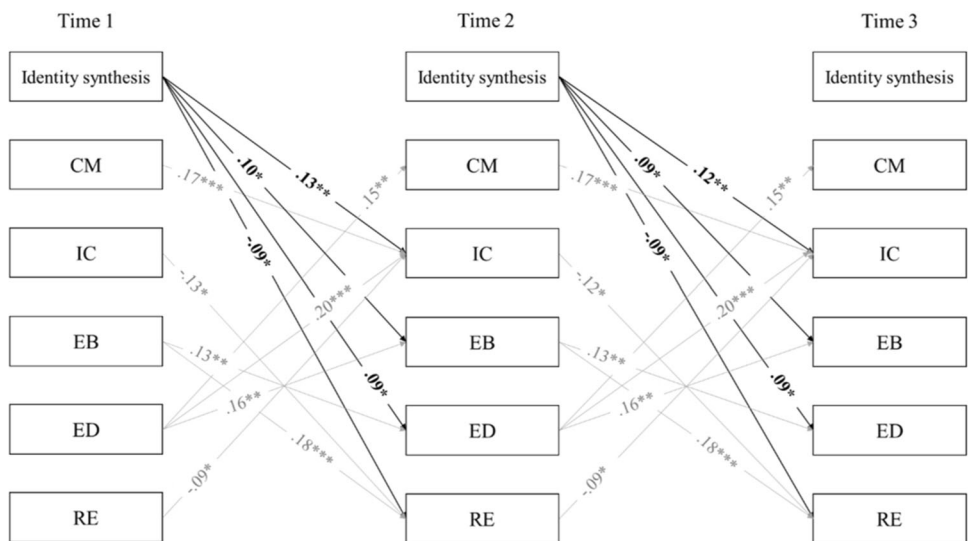 Time 1 Time 2 Time 3
Identity synthesis Identity synthesis Identity synthesis
CM CM CM
.17*** .10* .13** .15** .17*** .09* .12** .15**
IC IC IC
-.09* -.09*
-.13* .20*** -.12* .20***
EB EB EB
.13** .13**
.16** .09* .16** .09*
ED ED ED
.18*** .18***
-.09* -.09*
RE RE RE